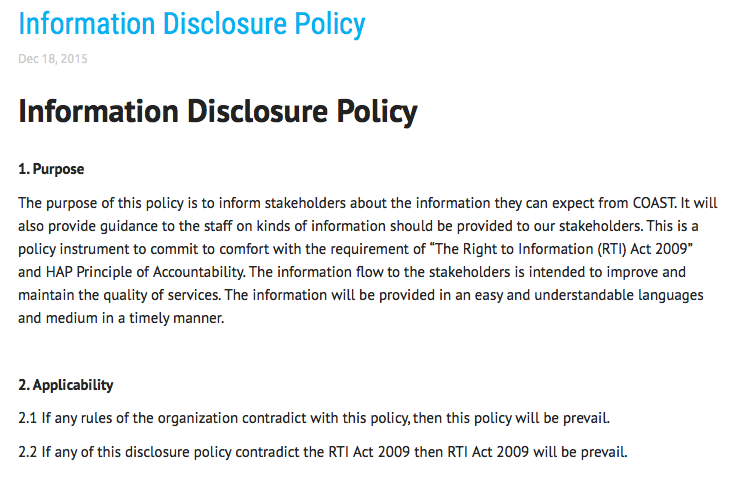 Information Disclosure Policy
Dec 18, 2015
Information Disclosure Policy
1. Purpose
The purpose of this policy is to inform stakeholders about the information they can expect from COAST. It will
also provide guidance to the staff on kinds of information should be provided to our stakeholders. This is a
policy instrument to commit to comfort with the requirement of “The Right to Information (RTI) Act 2009”
and HAP Principle of Accountability. The information flow to the stakeholders is intended to improve and
maintain the quality of services. The information will be provided in an easy and understandable languages
and medium in a timely manner.
2. Applicability
2.1 If any rules of the organization contradict with this policy, then this policy will be prevail.
2.2 If any of this disclosure policy contradict the RTI Act 2009 then RTI Act 2009 will be prevail.